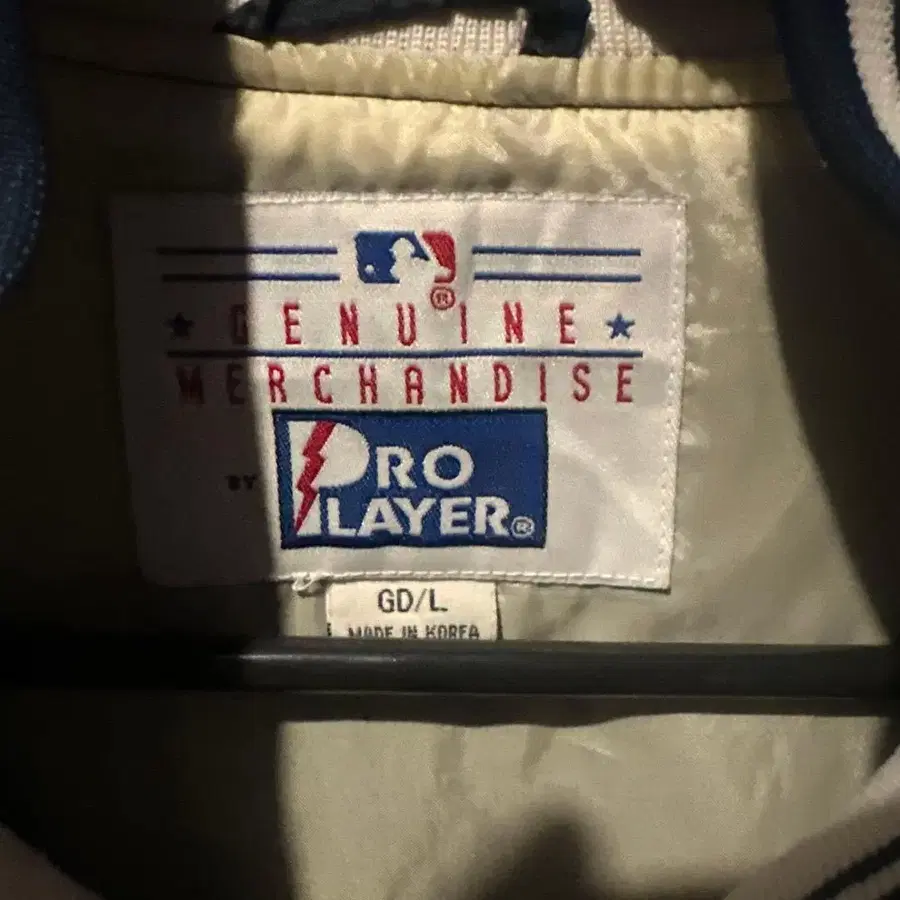 ®
★ GENUINE ★
MERCHANDISE
BY
PRO
PLAYER®
GD/L
MADE IN KOREA